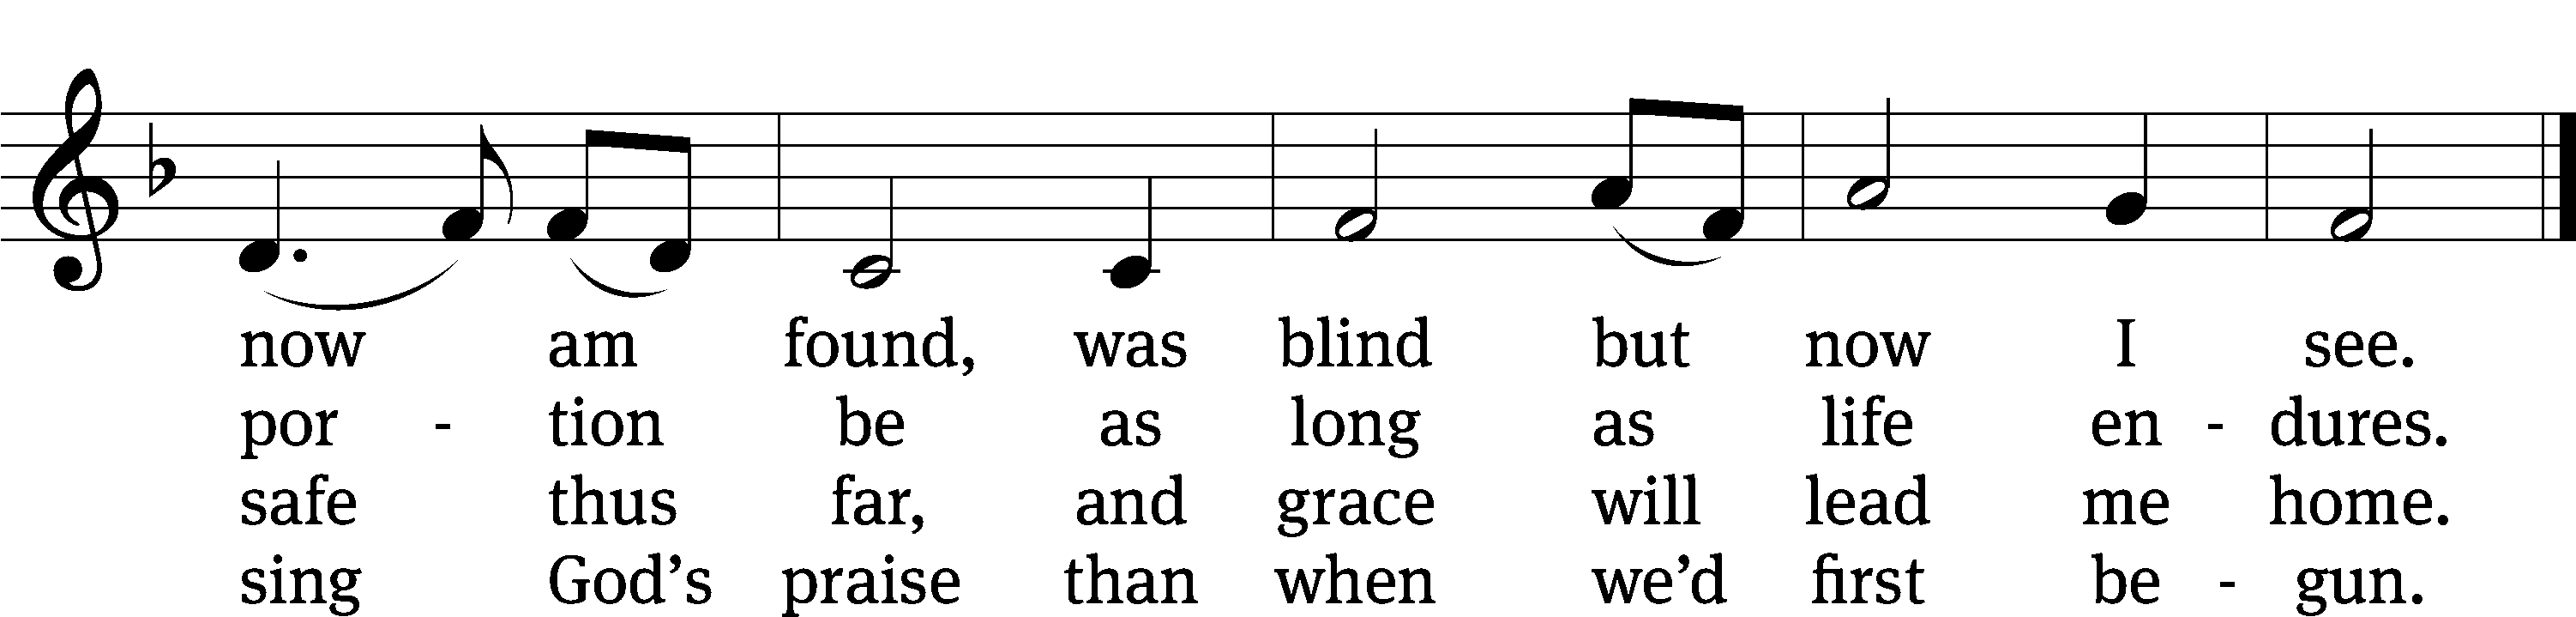 now am found, was blind but now I see.
por - tion be as long as life en - dures.
safe thus far, and grace will lead me home.
sing God’s praise than when we’d first be - gun.